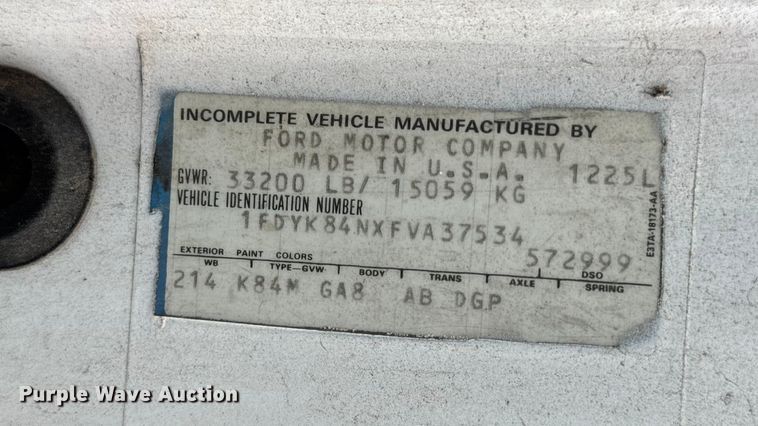 INCOMPLETE VEHICLE MANUFACTURED BY
FORD MOTOR COMPANY
MADE IN U.S.A. 1225L
GVWR: 33200 LB/ 15059 KG
VEHICLE IDENTIFICATION NUMBER
1FDYK84NXFVA37534
572999
EXTERIOR PAINT COLORS DSO
WB TYPE—GVW BODY TRANS AXLE SPRING
214 K84M GA8 AB DGP
E3TA-18173-AA
Purple Wave Auction